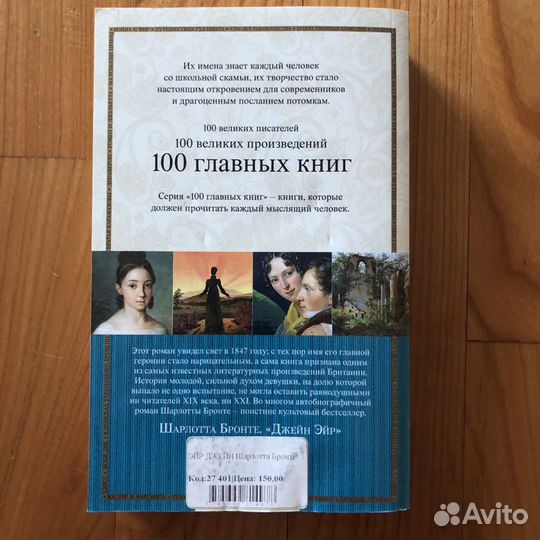 Их имена знает каждый человек
со школьной скамьи, их творчество стало
настоящим откровением для современников
и драгоценным посланием потомкам.
100 великих писателей
100 великих произведений
100 главных книг
Серия «100 главных книг» – книги, которые
должен прочитать каждый мыслящий человек.
Этот роман увидел свет в 1847 году; с тех пор имя его главной
героини стало нарицательным, а сама книга признана одним
из самых известных литературных произведений Британии.
История молодой, сильной духом девушки, на долю которой
выпало не одно испытание, не могла оставить равнодушными
ни читателей XIX века, ни XXI. Во многом автобиографичный
роман Шарлотты Бронте – поистине культовый бестселлер.
Шарлотта Бронте. «Джейн Эйр»
ЭЙР ДЖЕЙН Шарлотта Бронте
Код:27 401|Цена: 150,00
Avito